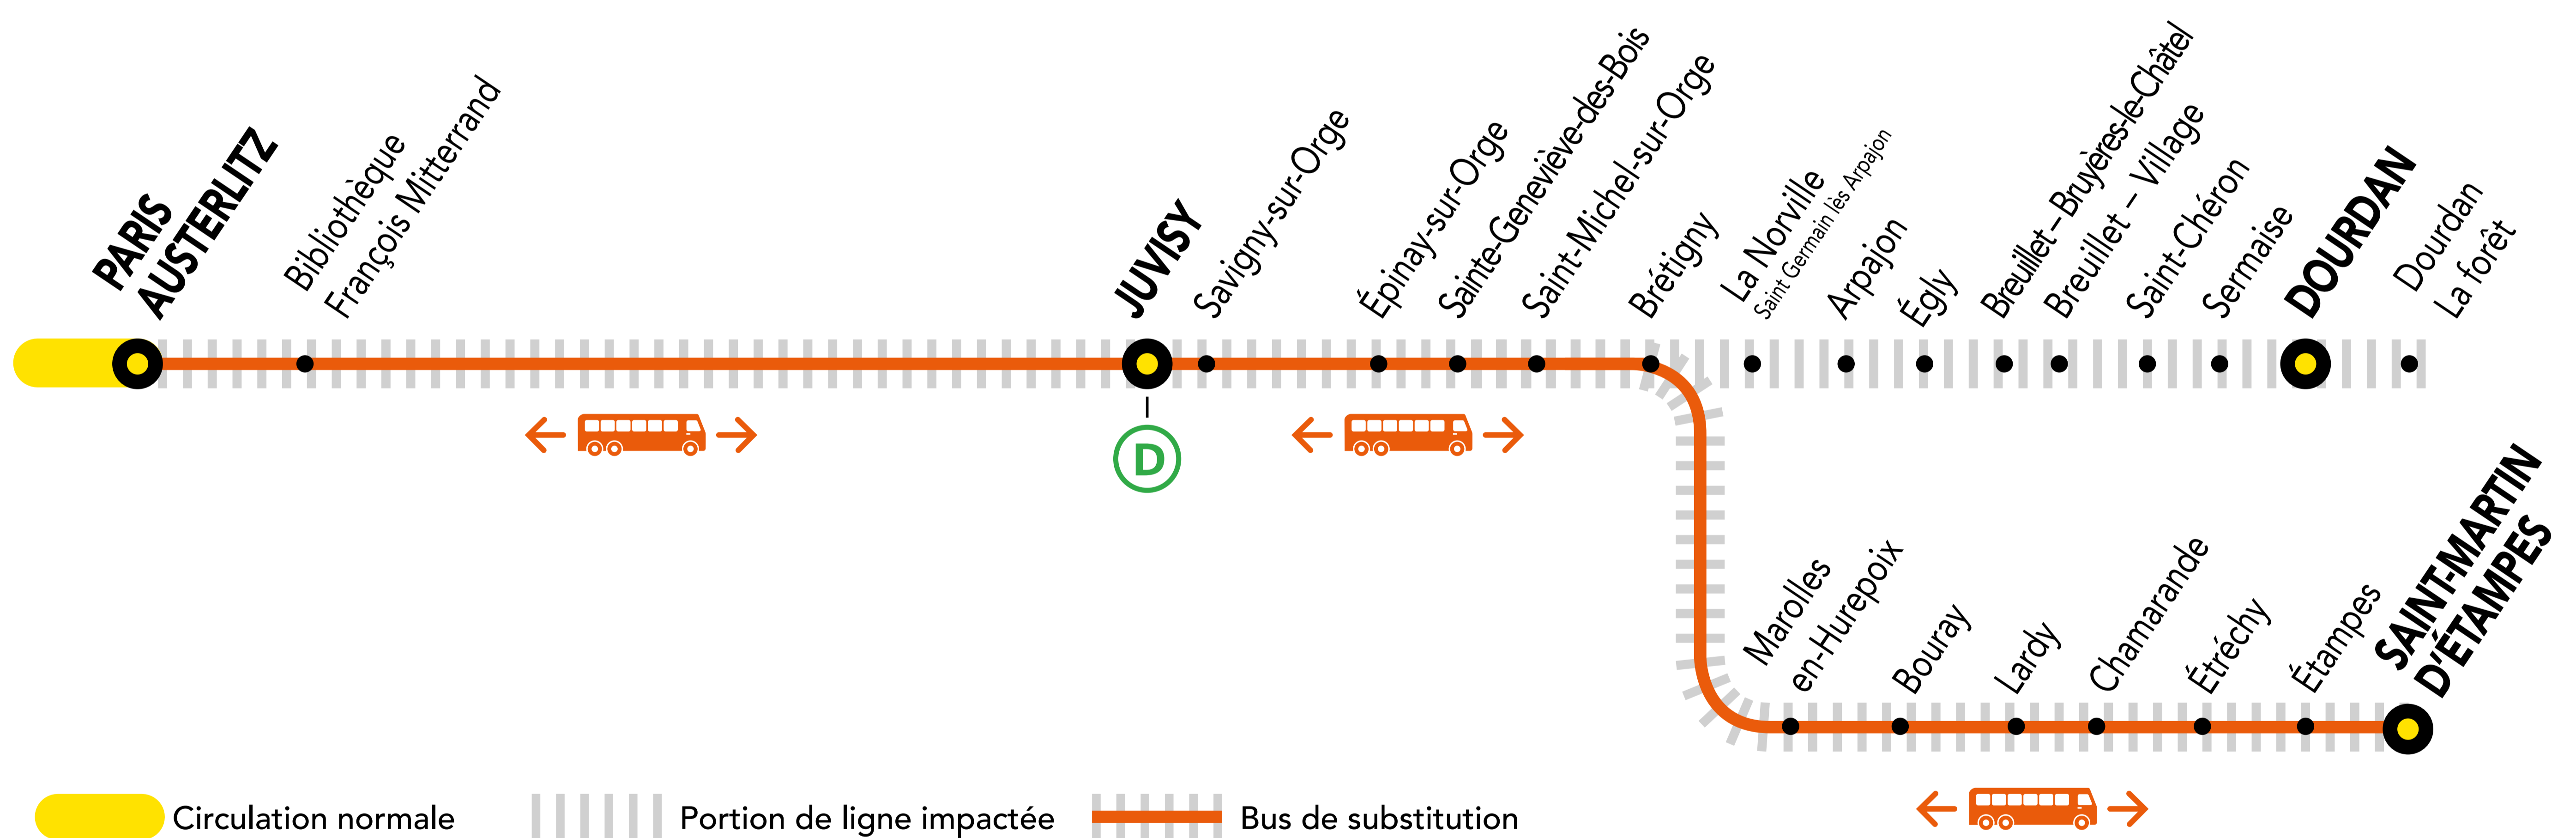 PARIS
AUSTERLITZ
Bibliothèque
François Mitterrand
JUVISY
Savigny-sur-Orge
Épinay-sur-Orge
Sainte-Geneviève-des-Bois
Saint-Michel-sur-Orge
Brétigny
La Norville
Saint Germain lès Arpajon
Arpajon
Égly
Breuillet – Bruyères-le-Châtel
Breuillet – Village
Saint-Chéron
Sermaise
DOURDAN
Dourdan
La forêt
D
Marolles
en-Hurepoix
Bouray
Lardy
Chamarande
Étréchy
Étampes
SAINT-MARTIN
D'ÉTAMPES
Circulation normale
Portion de ligne impactée
Bus de substitution